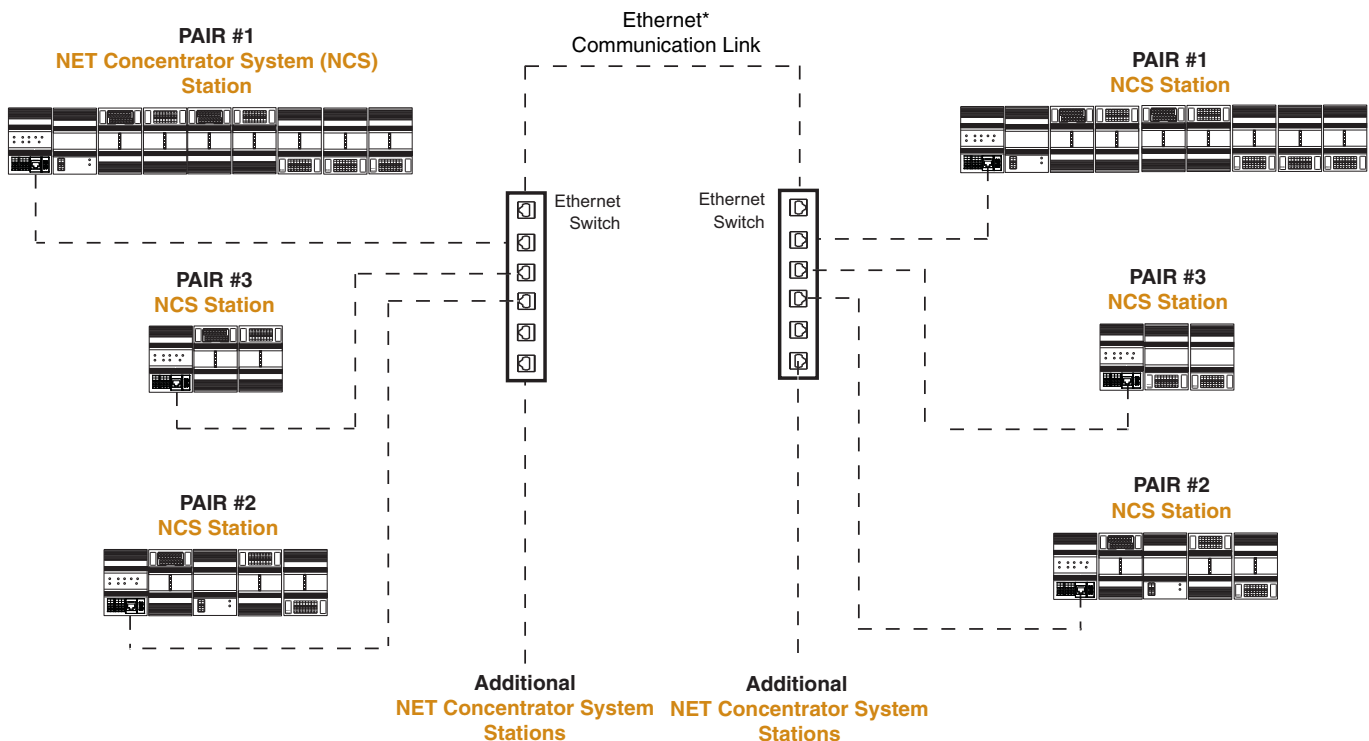 Ethernet*
Communication Link
PAIR #1
NET Concentrator System (NCS)
Station
PAIR #1
NCS Station
Ethernet
Switch
Ethernet
Switch
PAIR #3
NCS Station
PAIR #3
NCS Station
PAIR #2
NCS Station
PAIR #2
NCS Station
Additional
NET Concentrator System
Stations
Additional
NET Concentrator System
Stations